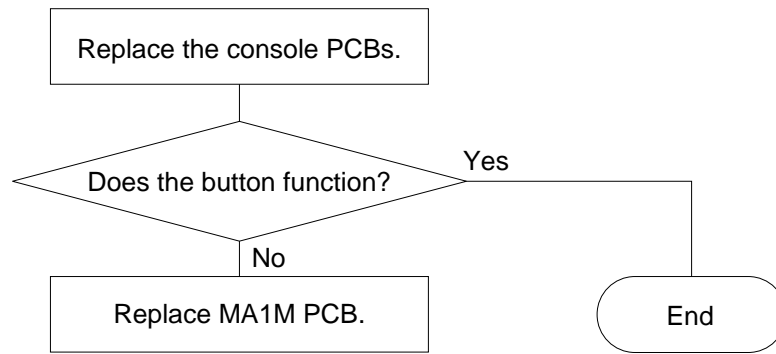 Replace the console PCBs.
Does the button function?
Yes
No
Replace MA1M PCB.
End